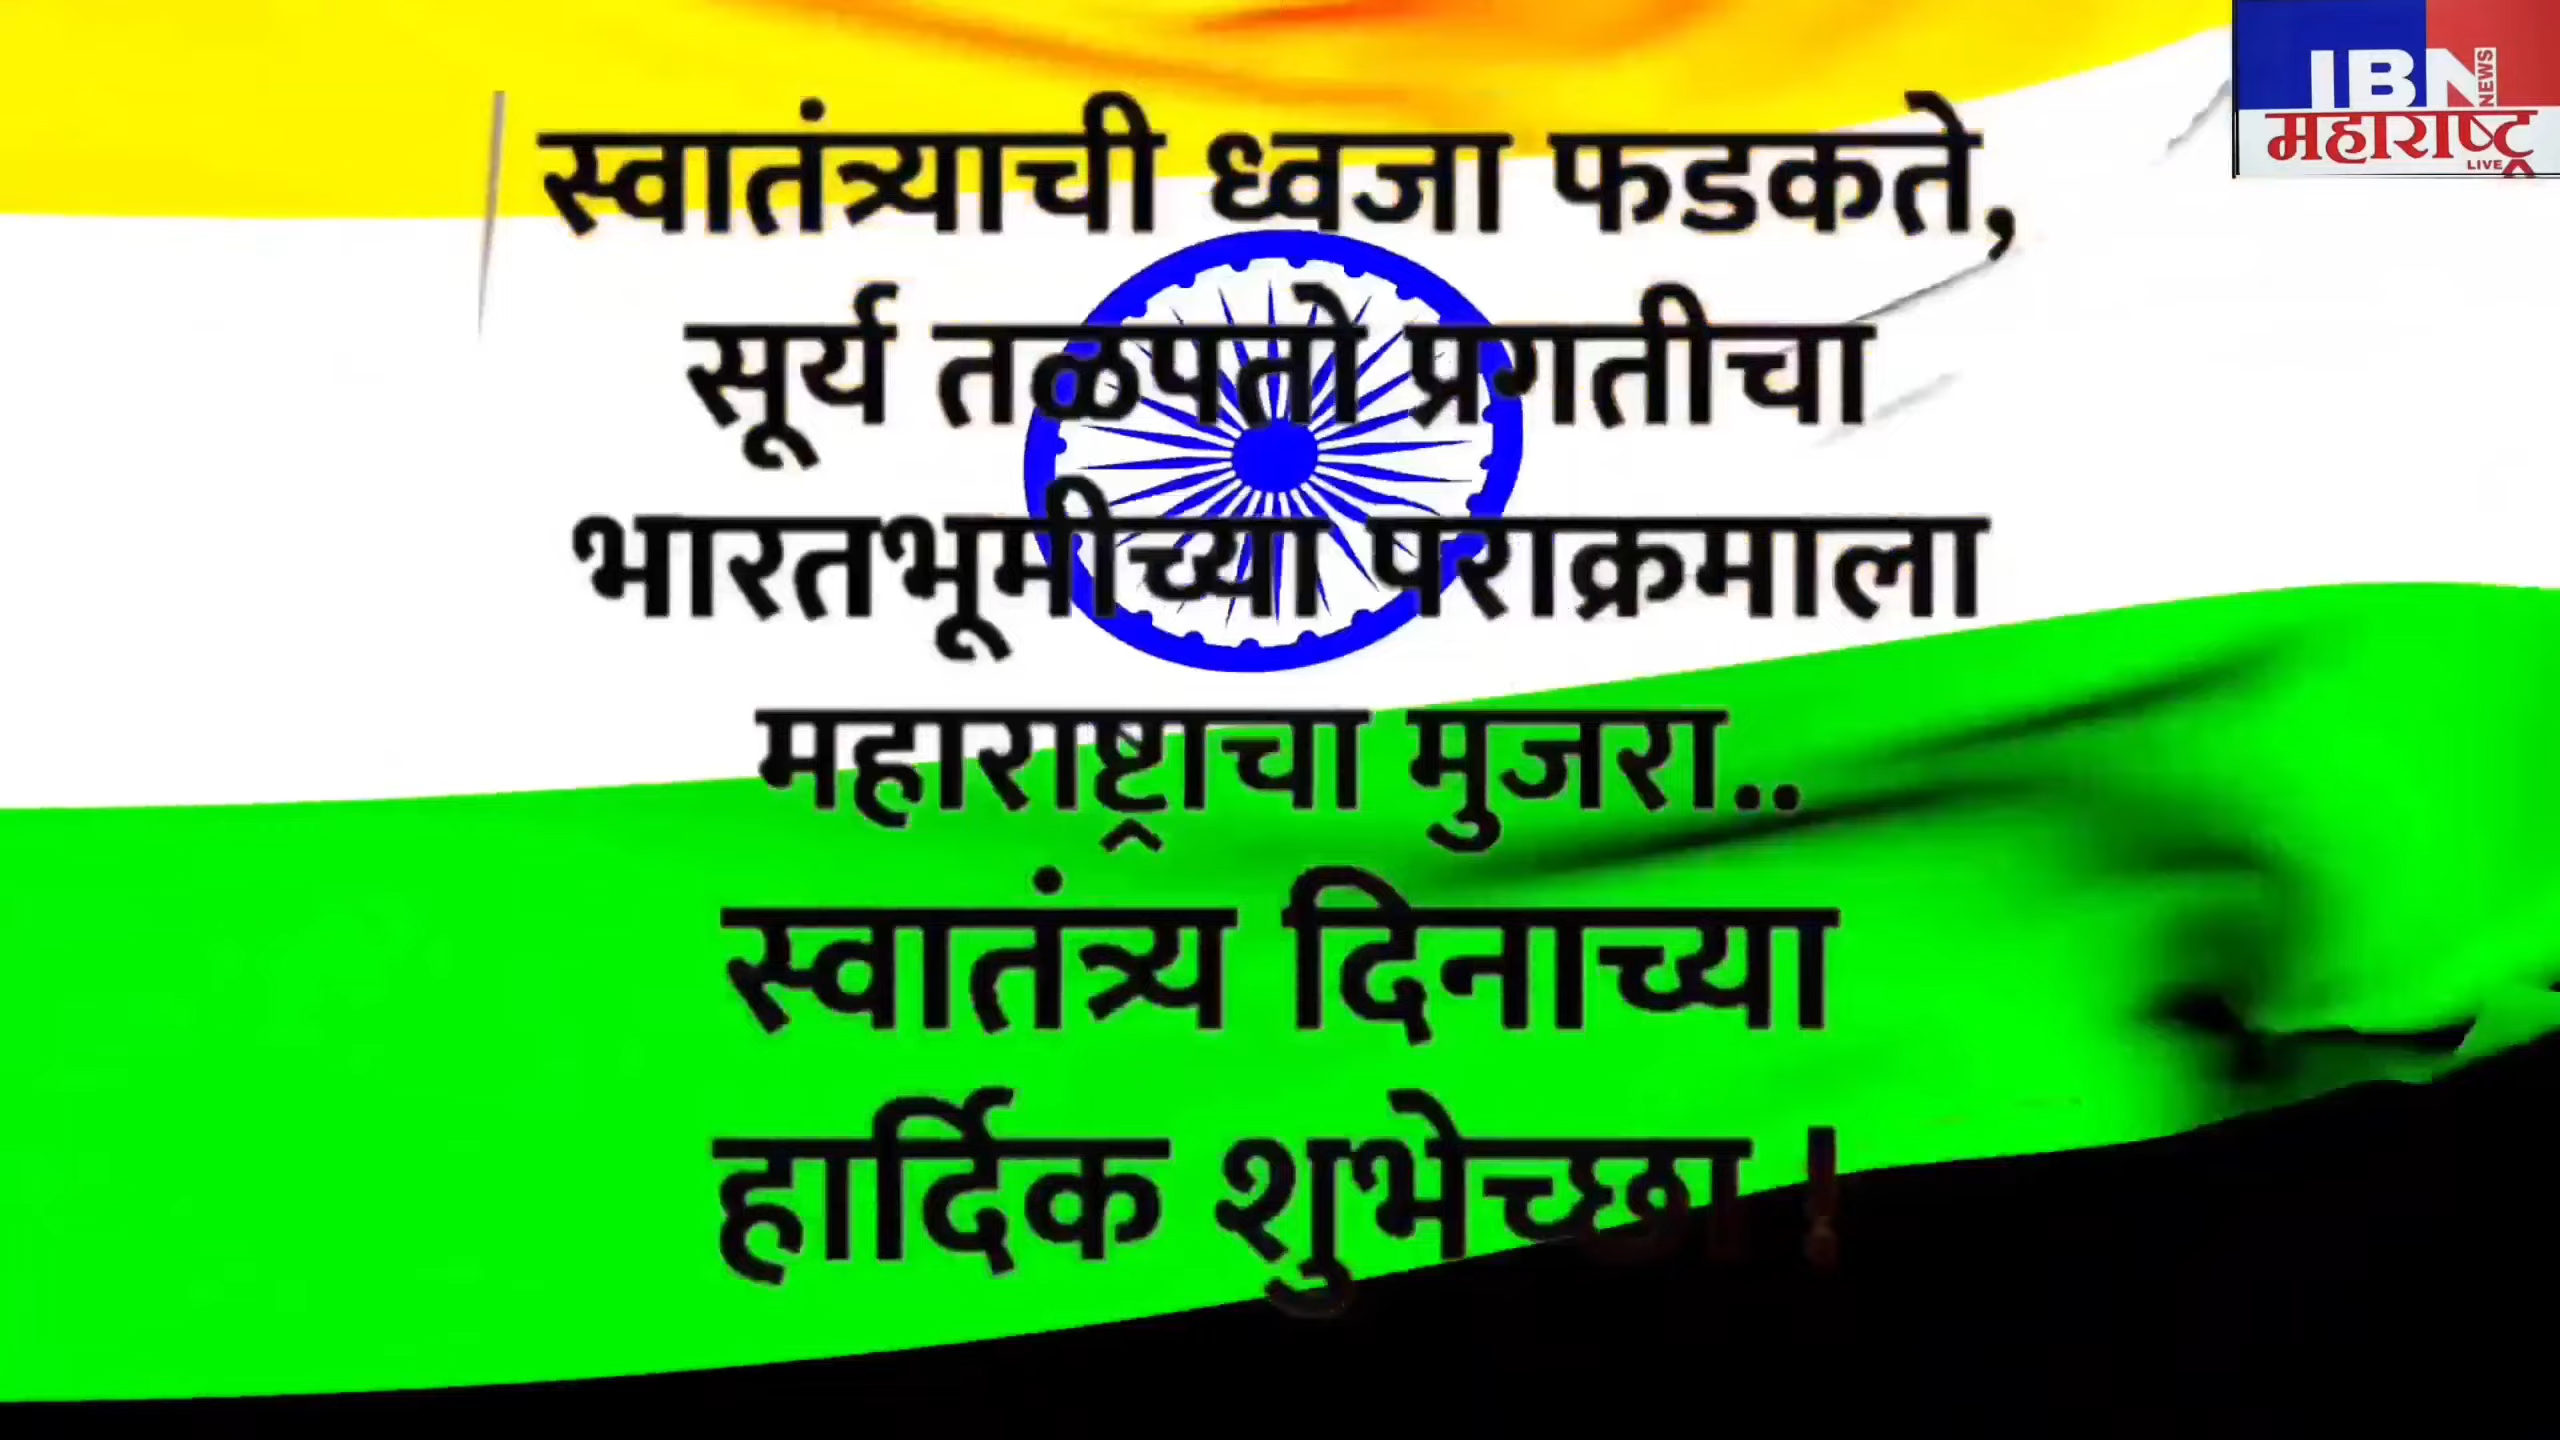 IBN NEWS
महाराष्ट्र
LIVE
स्वातंत्र्याची ध्वजा फडकते,
सूर्य तळपतो प्रगतीचा
भारतभूमीच्या पराक्रमाला
महाराष्ट्राचा मुजरा..
स्वातंत्र्य दिनाच्या
हार्दिक शुभेच्छा !